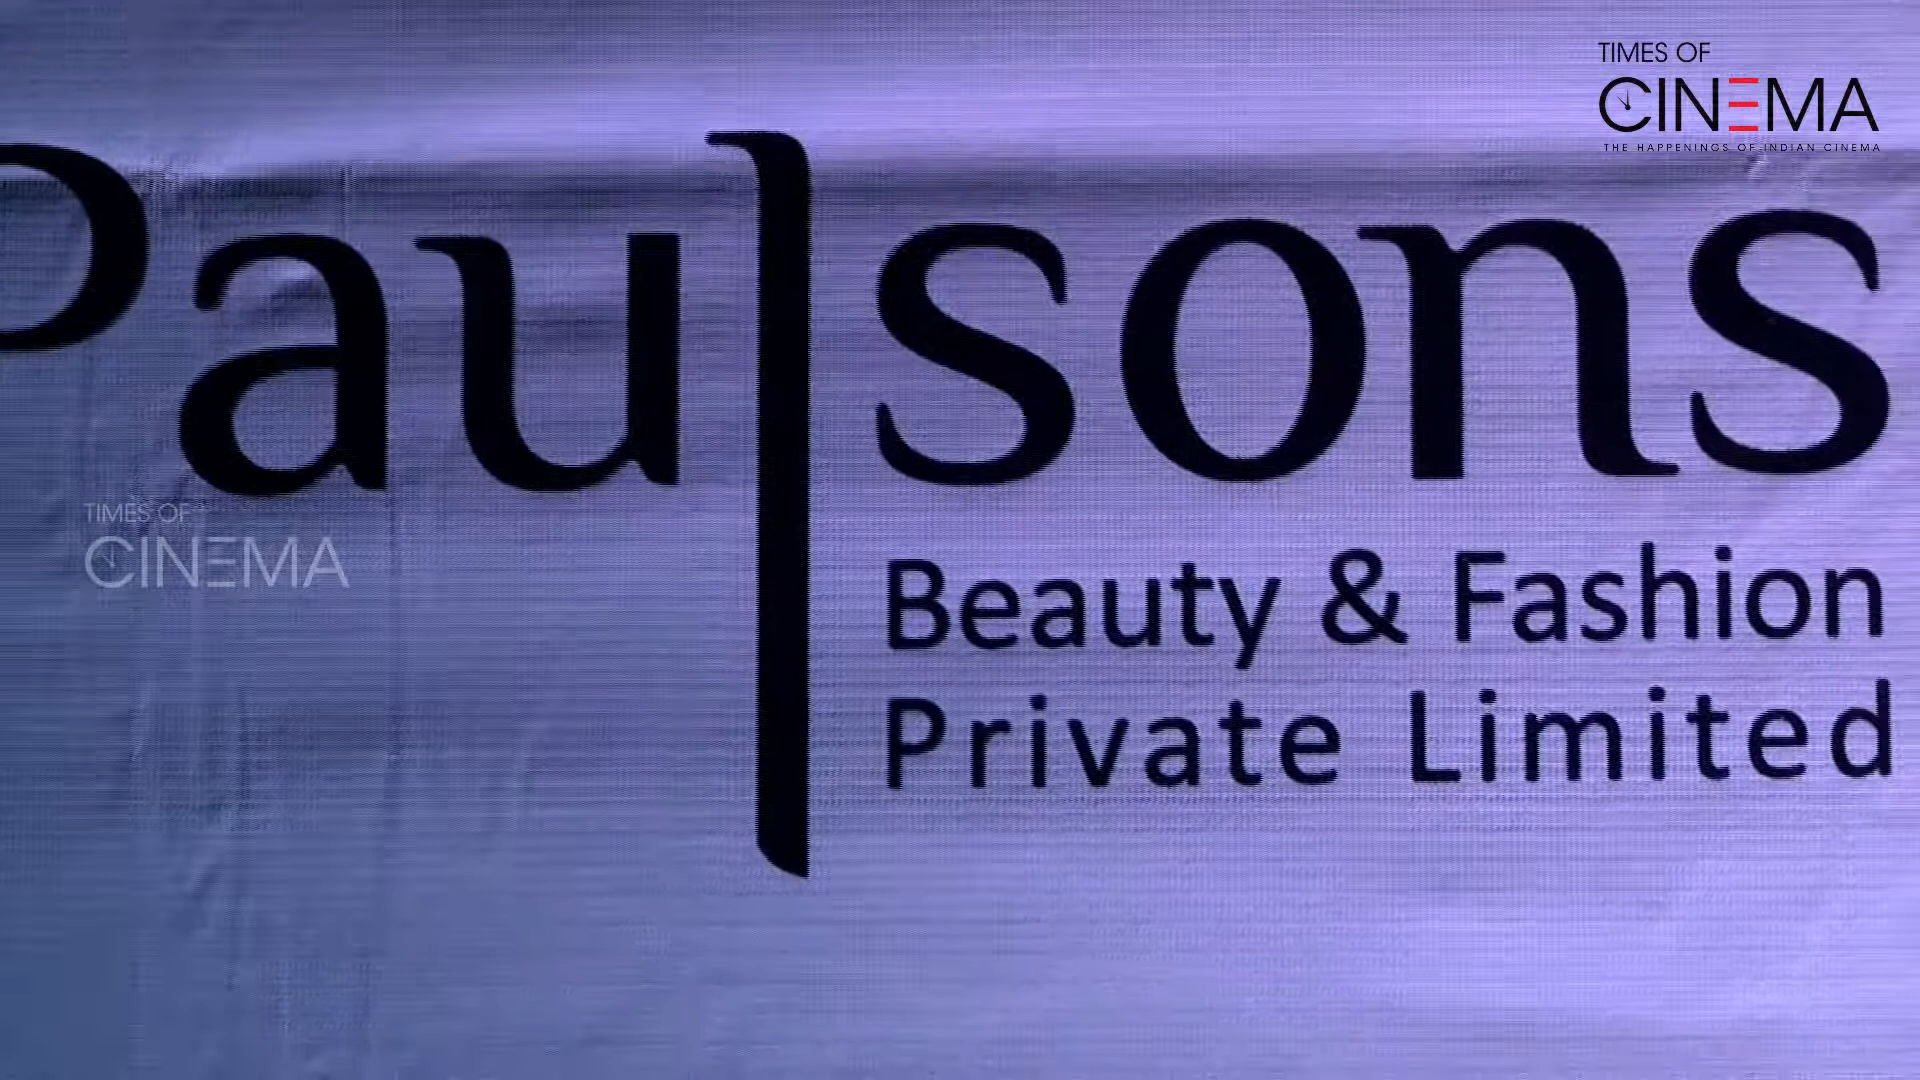 TIMES OF
CINEMA
THE HAPPENINGS OF INDIAN CINEMA
Paulsons
TIMES OF
CINEMA
Beauty & Fashion
Private Limited